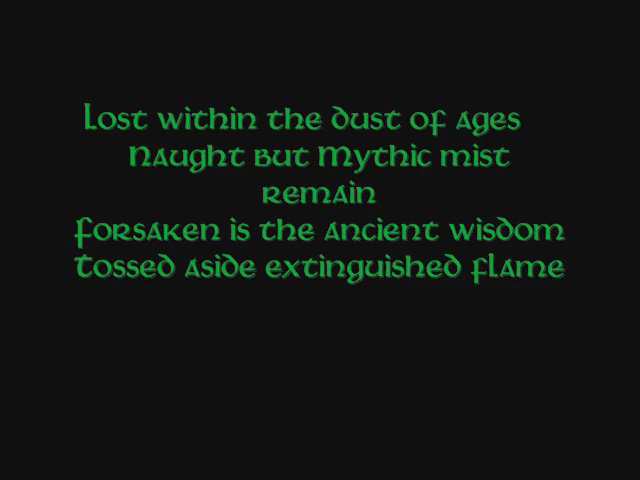 Lost within the dust of ages
Naught but Mythic mist
remain
Forsaken is the ancient wisdom
Tossed aside extinguished flame